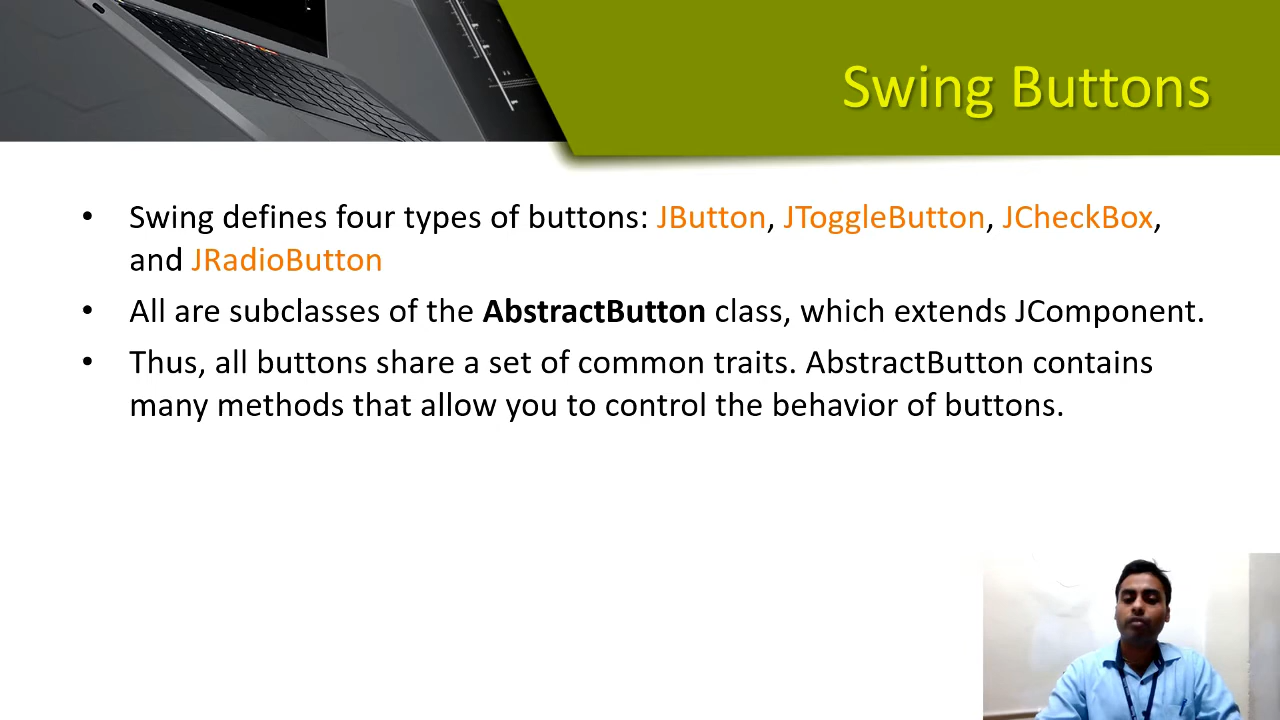 Swing Buttons
• Swing defines four types of buttons: JButton, JToggleButton, JCheckBox,
and JRadioButton
• All are subclasses of the AbstractButton class, which extends JComponent.
• Thus, all buttons share a set of common traits. AbstractButton contains
many methods that allow you to control the behavior of buttons.